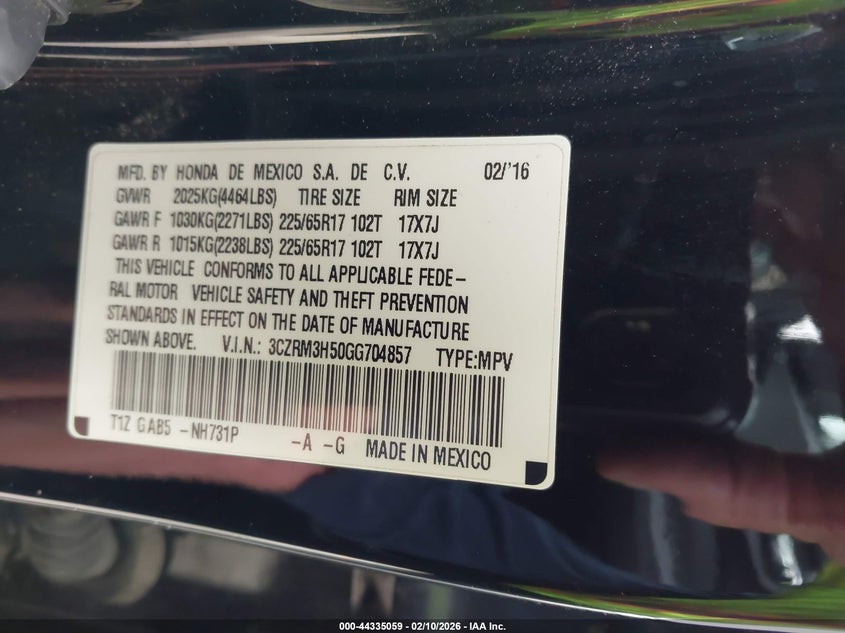 MFD. BY HONDA DE MEXICO S.A. DE C.V. 02/'16
GVWR 2025KG(4464LBS) TIRE SIZE RIM SIZE
GAWR F 1030KG(2271LBS) 225/65R17 102T 17X7J
GAWR R 1015KG(2238LBS) 225/65R17 102T 17X7J
THIS VEHICLE CONFORMS TO ALL APPLICABLE FEDE-
RAL MOTOR VEHICLE SAFETY AND THEFT PREVENTION
STANDARDS IN EFFECT ON THE DATE OF MANUFACTURE
SHOWN ABOVE. V.I.N.: 3CZRM3H50GG704857 TYPE:MPV
T1Z GAB5 -NH731P -A -G MADE IN MEXICO
000-44335059 - 02/10/2026 - IAA Inc.